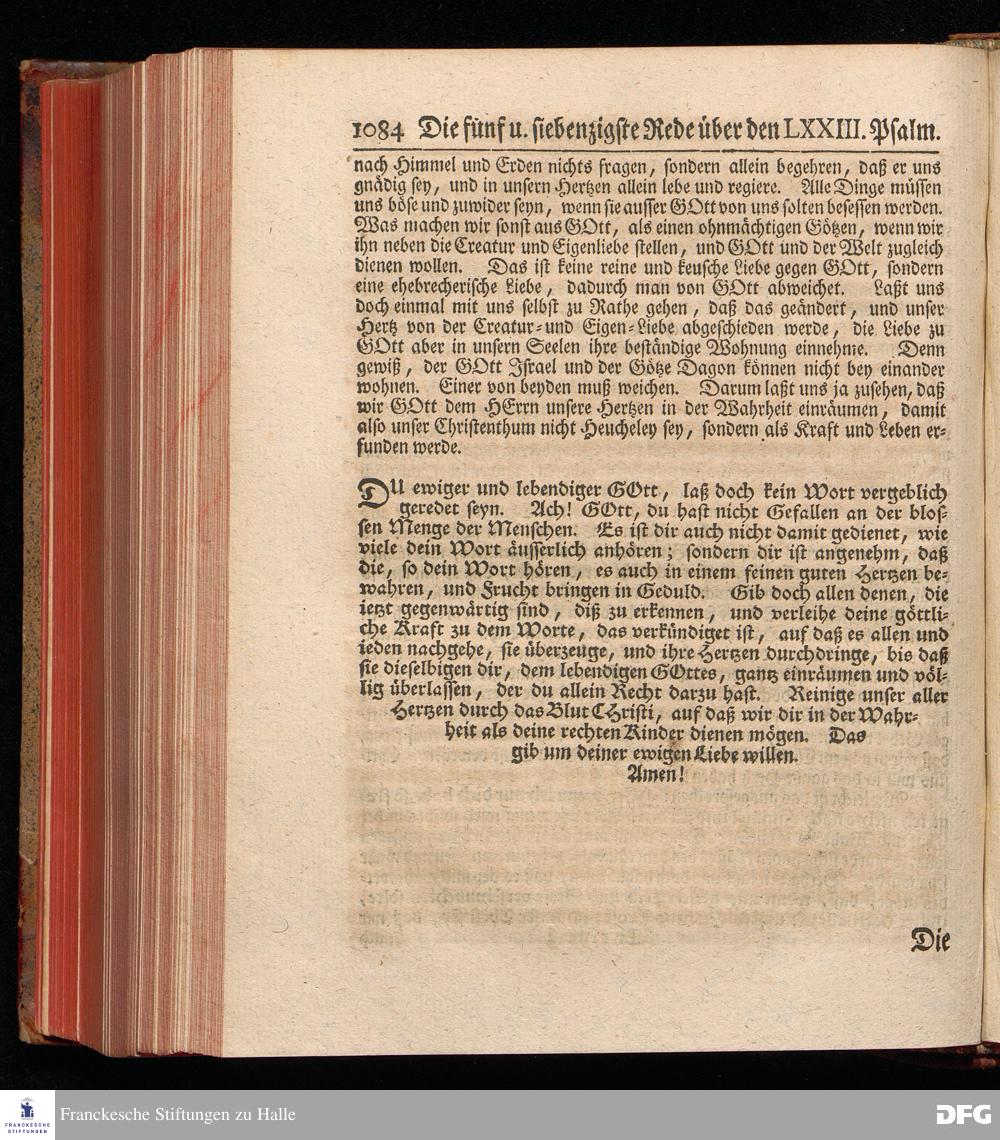 1084 Die fünf u. siebenzigste Rede über den LXXIII. Psalm.
nach Himmel und Erden nichts fragen, sondern allein begehren, daß er uns
gnädig sey, und in unsern Hertzen allein lebe und regiere. Alle Dinge müssen
uns böse und zuwider seyn, wenn sie ausser GOtt von uns solten besessen werden.
Was machen wir sonst aus GOtt, als einen ohnmächtigen Götzen, wenn wir
ihn neben die Creatur und Eigenliebe stellen, und GOtt und der Welt zugleich
dienen wollen. Das ist keine reine und keusche Liebe gegen GOtt, sondern
eine ehebrecherische Liebe, dadurch man von GOtt abweichet. Laßt uns
doch einmal mit uns selbst zu Rathe gehen, daß das geändert, und unser
Hertz von der Creatur-und Eigen-Liebe abgeschieden werde, die Liebe zu
GOtt aber in unsern Seelen ihre beständige Wohnung einnehme. Denn
gewiß, der GOtt Israel und der Götze Dagon können nicht bey einander
wohnen. Einer von beyden muß weichen. Darum laßt uns ja zusehen, daß
wir GOtt dem HErrn unsere Hertzen in der Wahrheit einräumen, damit
also unser Christenthum nicht Heucheley sey, sondern als Kraft und Leben er-
funden werde.
DU ewiger und lebendiger GOtt, laß doch kein Wort vergeblich
geredet seyn. Ach! GOtt, du hast nicht Gefallen an der blos-
sen Menge der Menschen. Es ist dir auch nicht damit gedienet, wie
viele dein Wort äusserlich anhören; sondern dir ist angenehm, daß
die, so dein Wort hören, es auch in einem feinen guten Hertzen be-
wahren, und Frucht bringen in Geduld. Gib doch allen denen, die
ietzt gegenwärtig sind, diß zu erkennen, und verleihe deine göttli-
che Kraft zu dem Worte, das verkündiget ist, auf daß es allen und
ieden nachgehe, sie überzeuge, und ihre Hertzen durchdringe, bis daß
sie dieselbigen dir, dem lebendigen GOttes, gantz einräumen und völ-
lig überlassen, der du allein Recht darzu hast. Reinige unser aller
Hertzen durch das Blut CHristi, auf daß wir dir in der Wahr-
heit als deine rechten Kinder dienen mögen. Das
gib um deiner ewigen Liebe willen.
Amen!
Die
FRANCKESCHE
STIFTUNGEN
Franckesche Stiftungen zu Halle
DFG